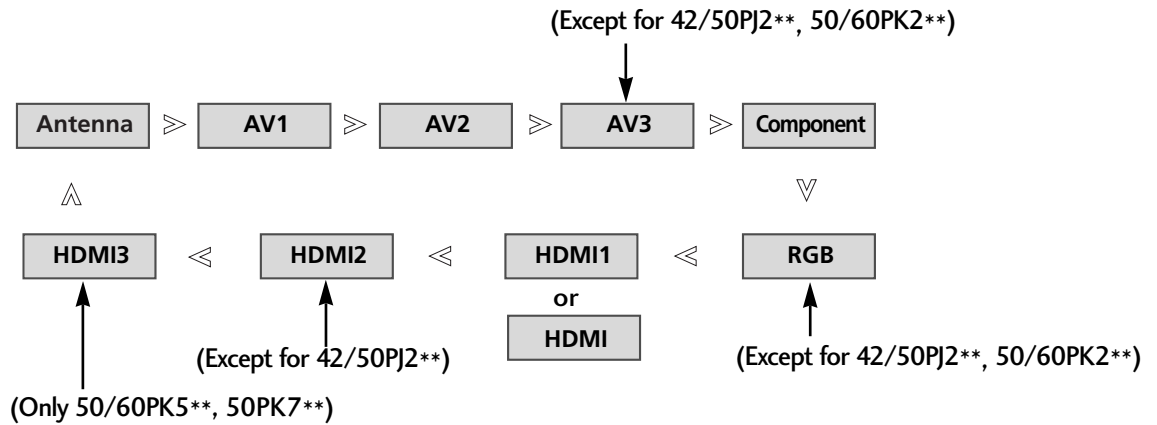 (Except for 42/50PJ2**, 50/60PK2**)
Antenna AV1 AV2 AV3 Component
HDMI3 HDMI2 HDMI1 RGB
or
HDMI
(Except for 42/50PJ2**) (Except for 42/50PJ2**, 50/60PK2**)
(Only 50/60PK5**, 50PK7**)